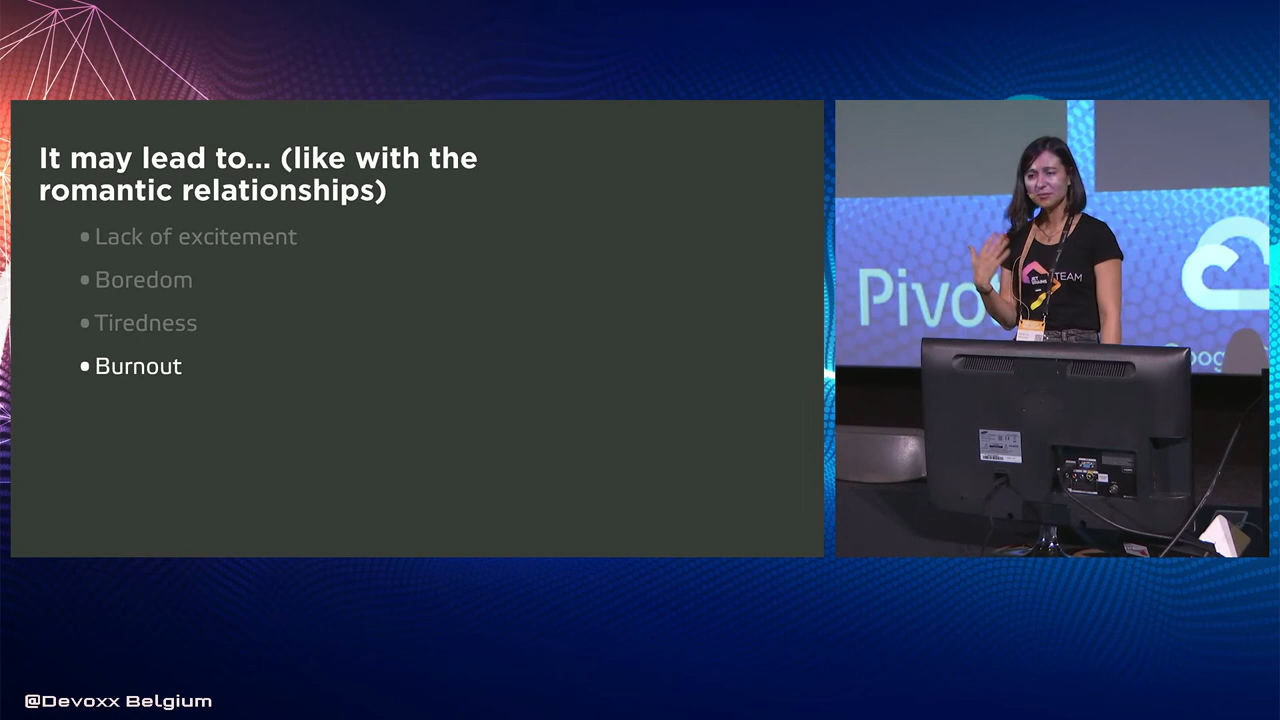 It may lead to... (like with the
romantic relationships)
• Lack of excitement
• Boredom
• Tiredness
• Burnout
Pivo
TEAM
@Devoxx Belgium